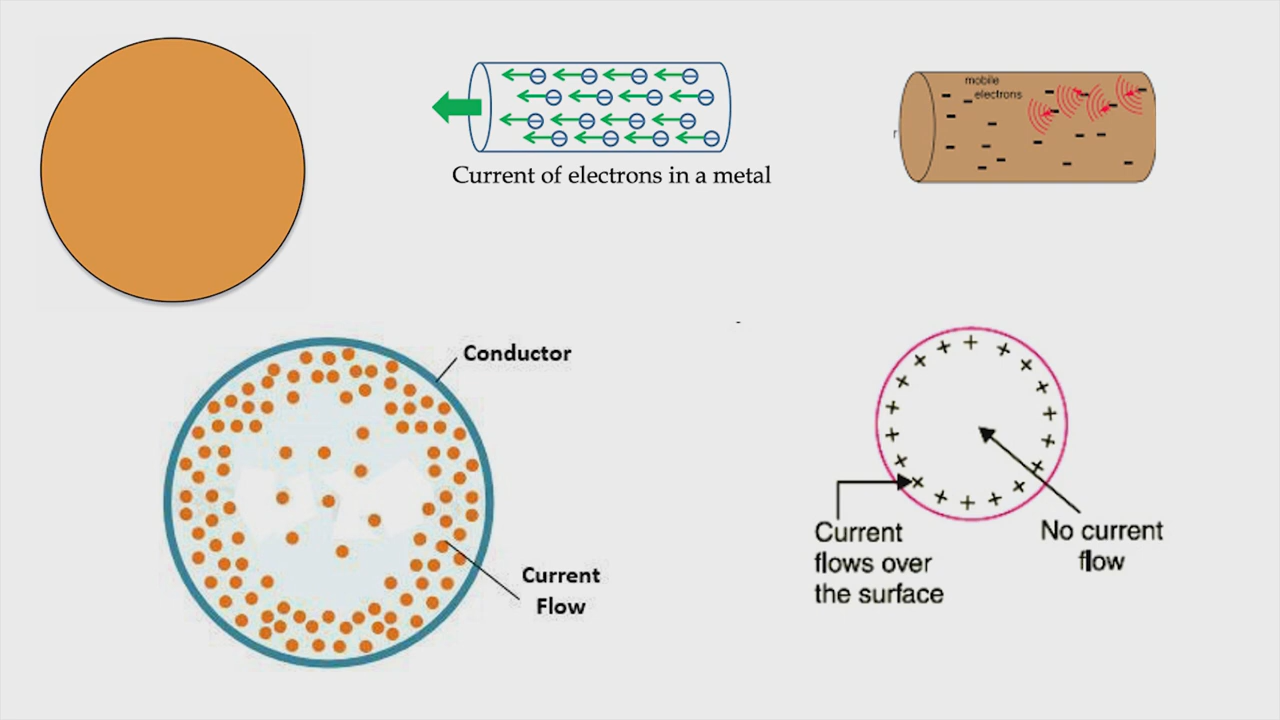 mobile
electrons
r
Current of electrons in a metal
Conductor
Current
Flow
Current
flows over
the surface
No current
flow